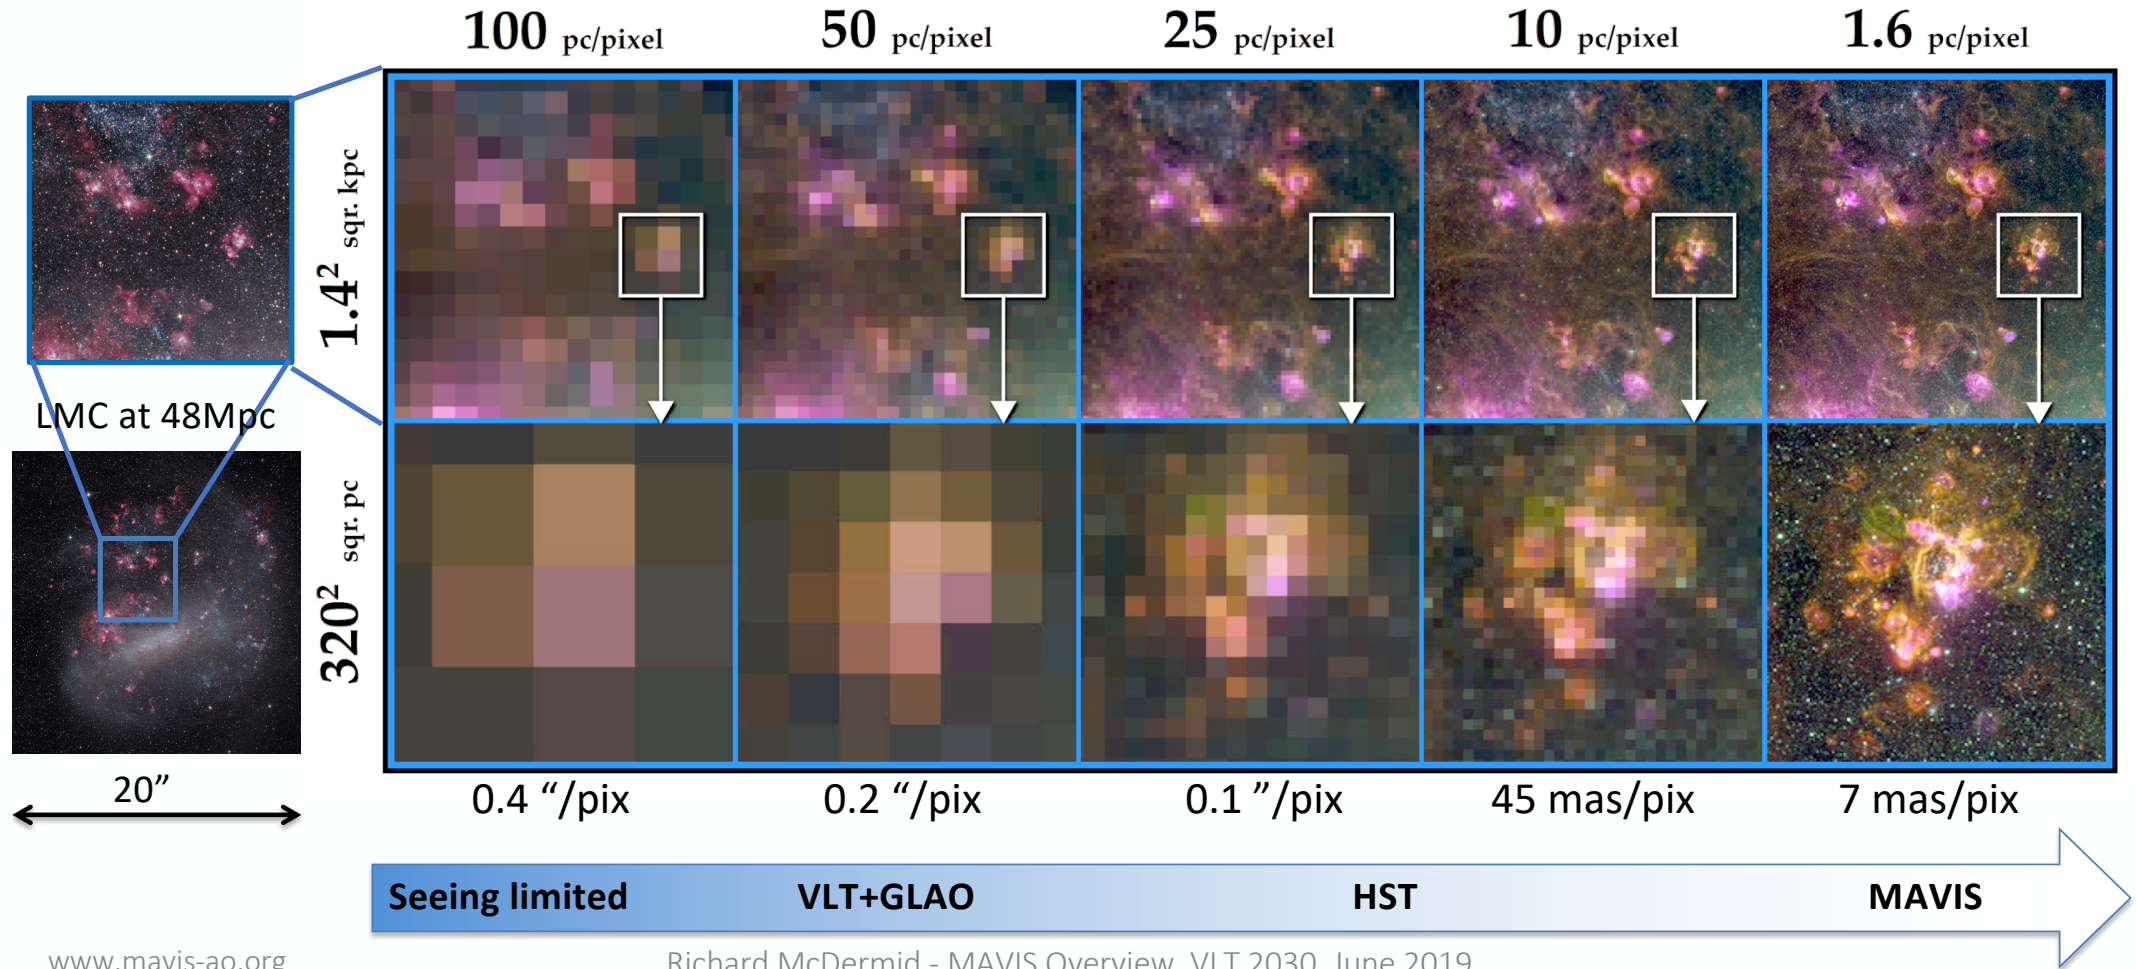 100 pc/pixel
50 pc/pixel
25 pc/pixel
10 pc/pixel
1.6 pc/pixel
1.4² sqr. kpc
LMC at 48Mpc
320² sqr. pc
20”
0.4 “/pix
0.2 “/pix
0.1 ”/pix
45 mas/pix
7 mas/pix
Seeing limited
VLT+GLAO
HST
MAVIS
www.mavis-ao.org
Richard McDermid - MAVIS Overview, VLT 2030, June 2019